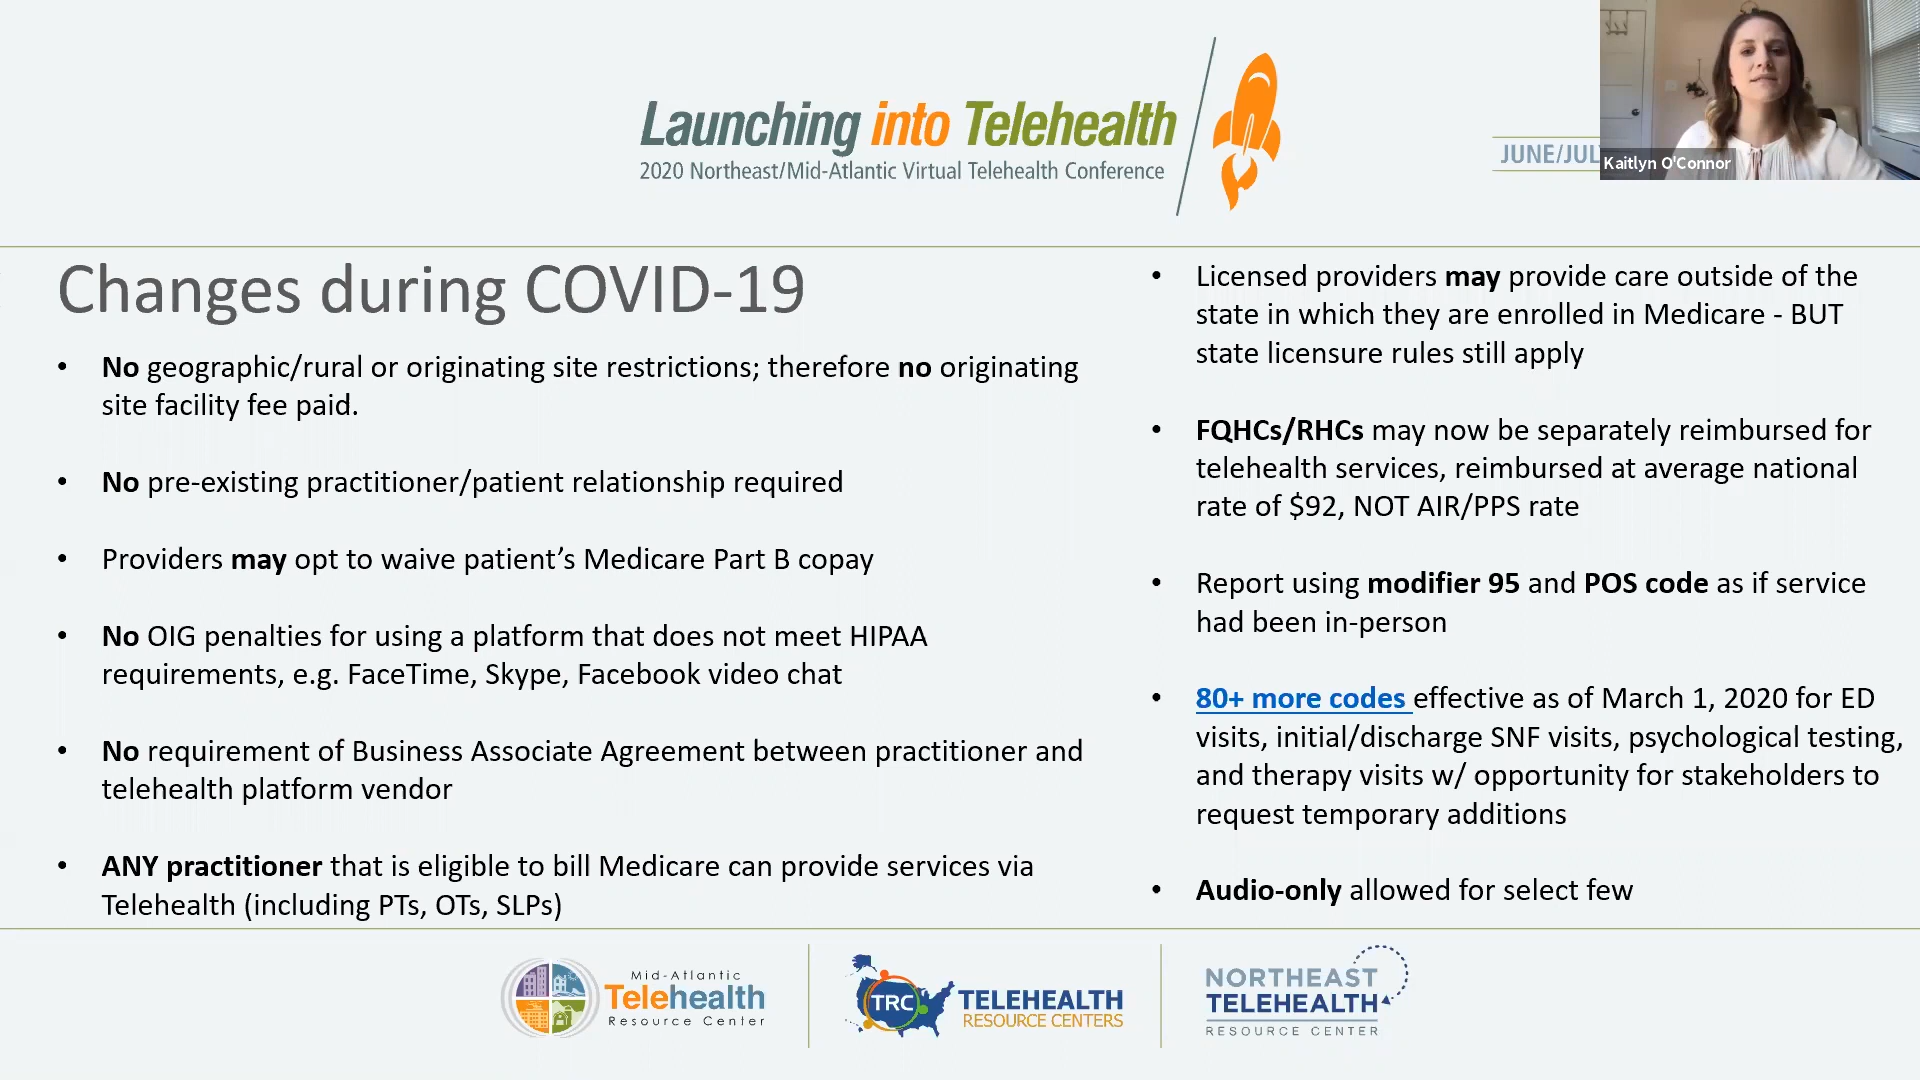 Launching into Telehealth
2020 Northeast/Mid-Atlantic Virtual Telehealth Conference
Kaitlyn O'Connor
Changes during COVID-19
• No geographic/rural or originating site restrictions; therefore no originating
site facility fee paid.
• No pre-existing practitioner/patient relationship required
• Providers may opt to waive patient’s Medicare Part B copay
• No OIG penalties for using a platform that does not meet HIPAA
requirements, e.g. FaceTime, Skype, Facebook video chat
• No requirement of Business Associate Agreement between practitioner and
telehealth platform vendor
• ANY practitioner that is eligible to bill Medicare can provide services via
Telehealth (including PTs, OTs, SLPs)
• Licensed providers may provide care outside of the
state in which they are enrolled in Medicare - BUT
state licensure rules still apply
• FQHCs/RHCs may now be separately reimbursed for
telehealth services, reimbursed at average national
rate of $92, NOT AIR/PPS rate
• Report using modifier 95 and POS code as if service
had been in-person
• 80+ more codes effective as of March 1, 2020 for ED
visits, initial/discharge SNF visits, psychological testing,
and therapy visits w/ opportunity for stakeholders to
request temporary additions
• Audio-only allowed for select few
Mid-Atlantic
Telehealth
Resource Center
TRC
TELEHEALTH
RESOURCE CENTERS
NORTHEAST
TELEHEALTH
RESOURCE CENTER